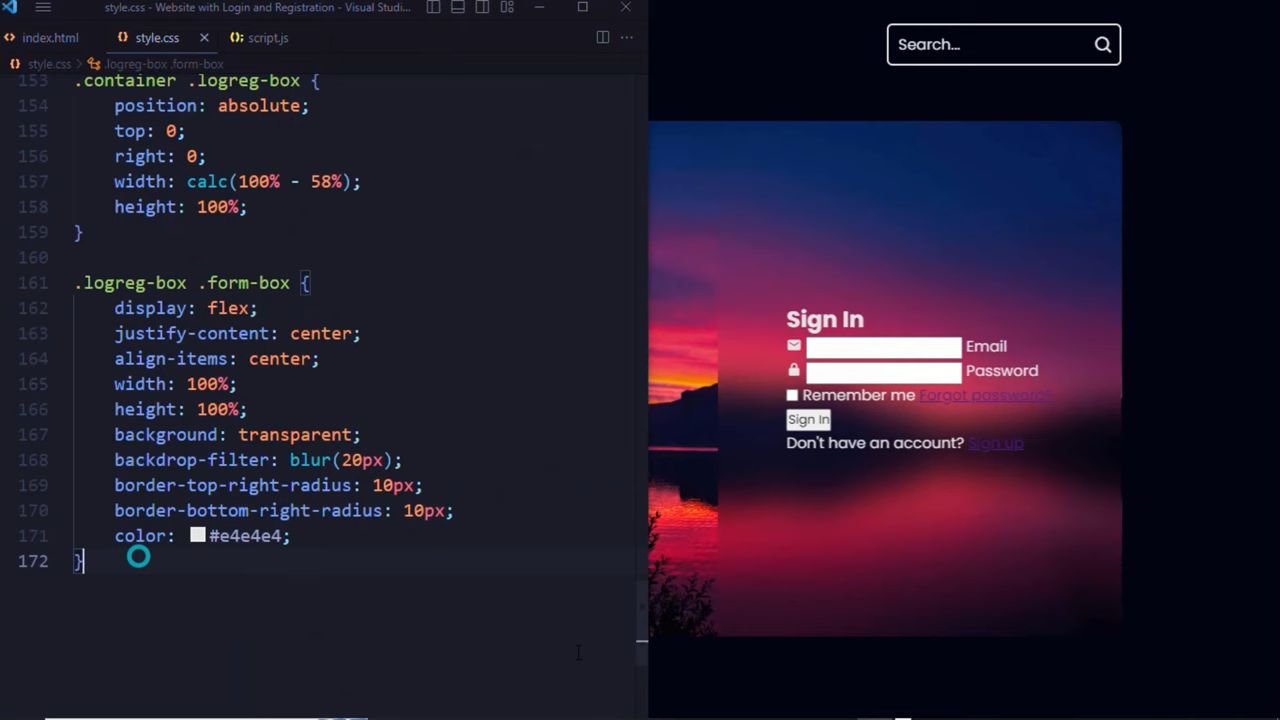 style.css - Website with Login and Registration - Visual Studi...
index.html
style.css
script.js
style.css > .logreg-box .form-box
153 .container .logreg-box {
154 position: absolute;
155 top: 0;
156 right: 0;
157 width: calc(100% - 58%);
158 height: 100%;
159 }
160
161 .logreg-box .form-box {
162 display: flex;
163 justify-content: center;
164 align-items: center;
165 width: 100%;
166 height: 100%;
167 background: transparent;
168 backdrop-filter: blur(20px);
169 border-top-right-radius: 10px;
170 border-bottom-right-radius: 10px;
171 color: #e4e4e4;
172 }
Search...
Sign In
Email
Password
Remember me Forgot password?
Sign In
Don't have an account? Sign up